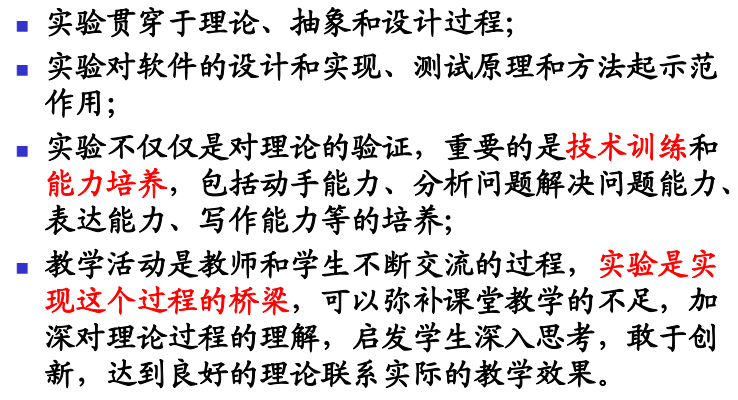 实验贯穿于理论、抽象和设计过程；
实验对软件的设计和实现、测试原理和方法起示范
作用；
实验不仅仅是对理论的验证，重要的是技术训练和
能力培养，包括动手能力、分析问题解决问题能力、
表达能力、写作能力等的培养；
教学活动是教师和学生不断交流的过程，实验是实
现这个过程的桥梁，可以弥补课堂教学的不足，加
深对理论过程的理解，启发学生深入思考，敢于创
新，达到良好的理论联系实际的教学效果。